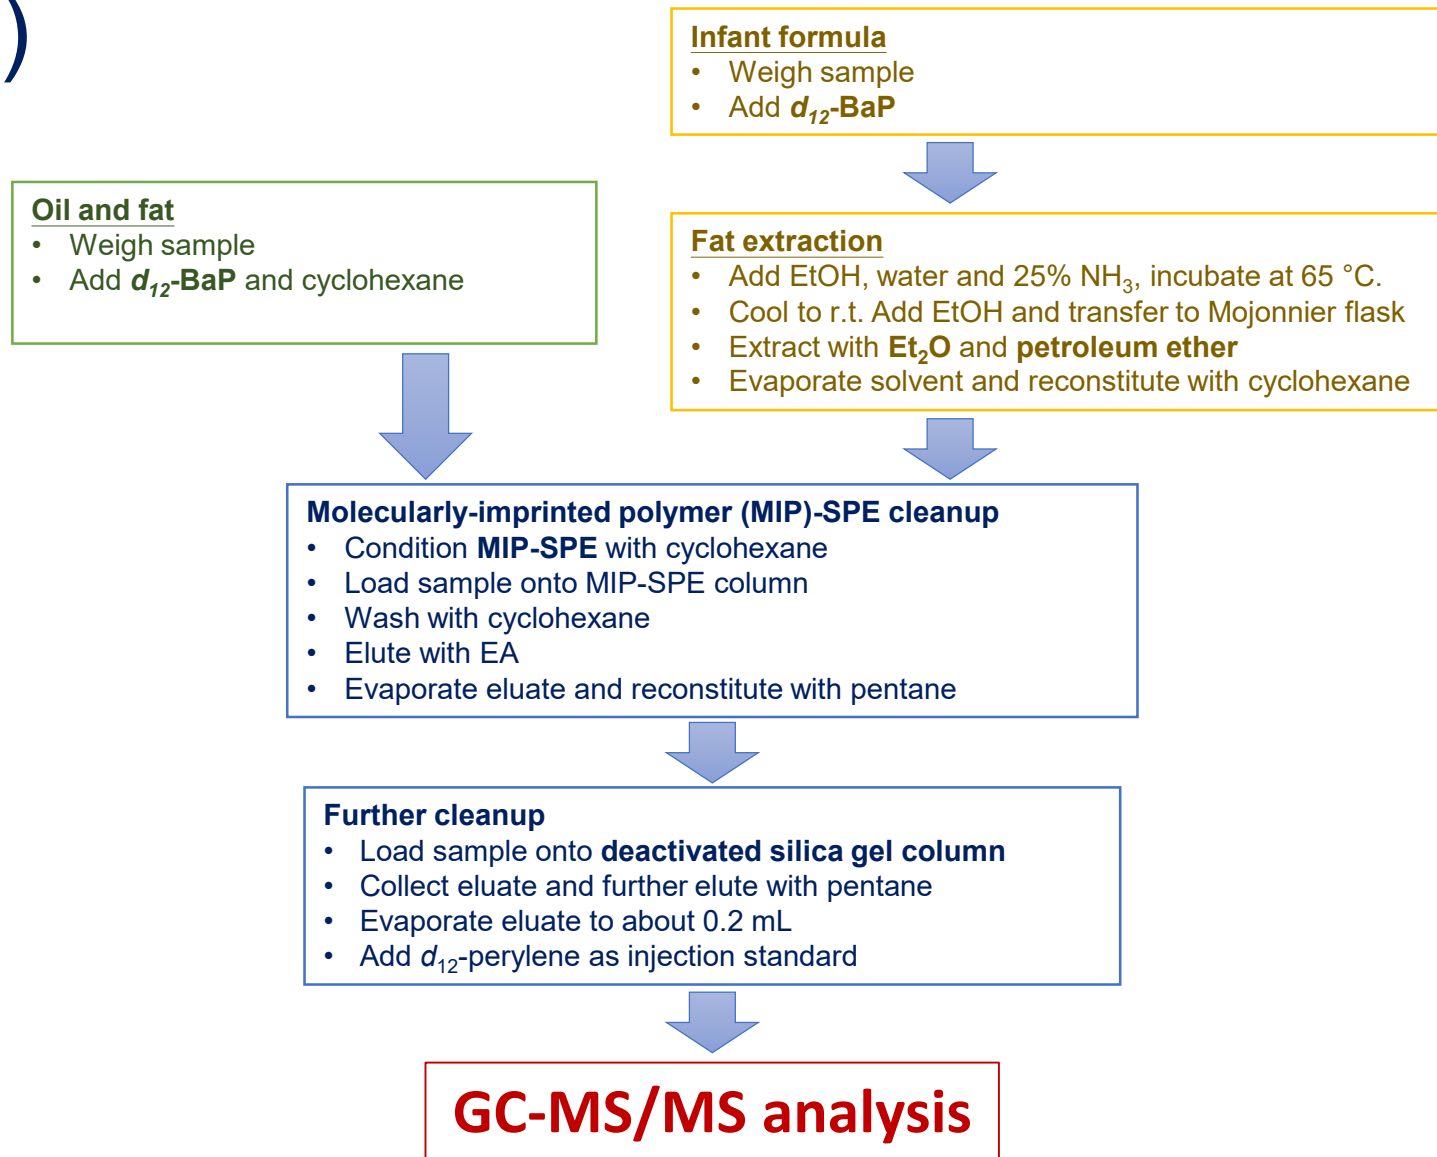 )
Infant formula
• Weigh sample
• Add d₁₂-BaP
Oil and fat
• Weigh sample
• Add d₁₂-BaP and cyclohexane
Fat extraction
• Add EtOH, water and 25% NH₃, incubate at 65 °C.
• Cool to r.t. Add EtOH and transfer to Mojonnier flask
• Extract with Et₂O and petroleum ether
• Evaporate solvent and reconstitute with cyclohexane
Molecularly-imprinted polymer (MIP)-SPE cleanup
• Condition MIP-SPE with cyclohexane
• Load sample onto MIP-SPE column
• Wash with cyclohexane
• Elute with EA
• Evaporate eluate and reconstitute with pentane
Further cleanup
• Load sample onto deactivated silica gel column
• Collect eluate and further elute with pentane
• Evaporate eluate to about 0.2 mL
• Add d₁₂-perylene as injection standard
GC-MS/MS analysis